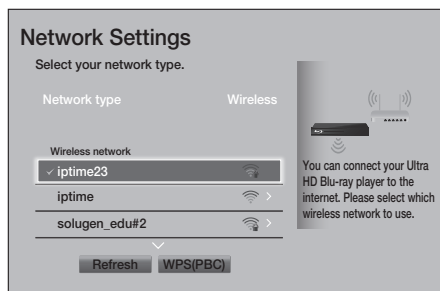 Network Settings
Select your network type.
Network type Wireless
Wireless network
iptime23
iptime
solugen_edu#2
Refresh WPS(PBC)
You can connect your Ultra
HD Blu-ray player to the
internet. Please select which
wireless network to use.